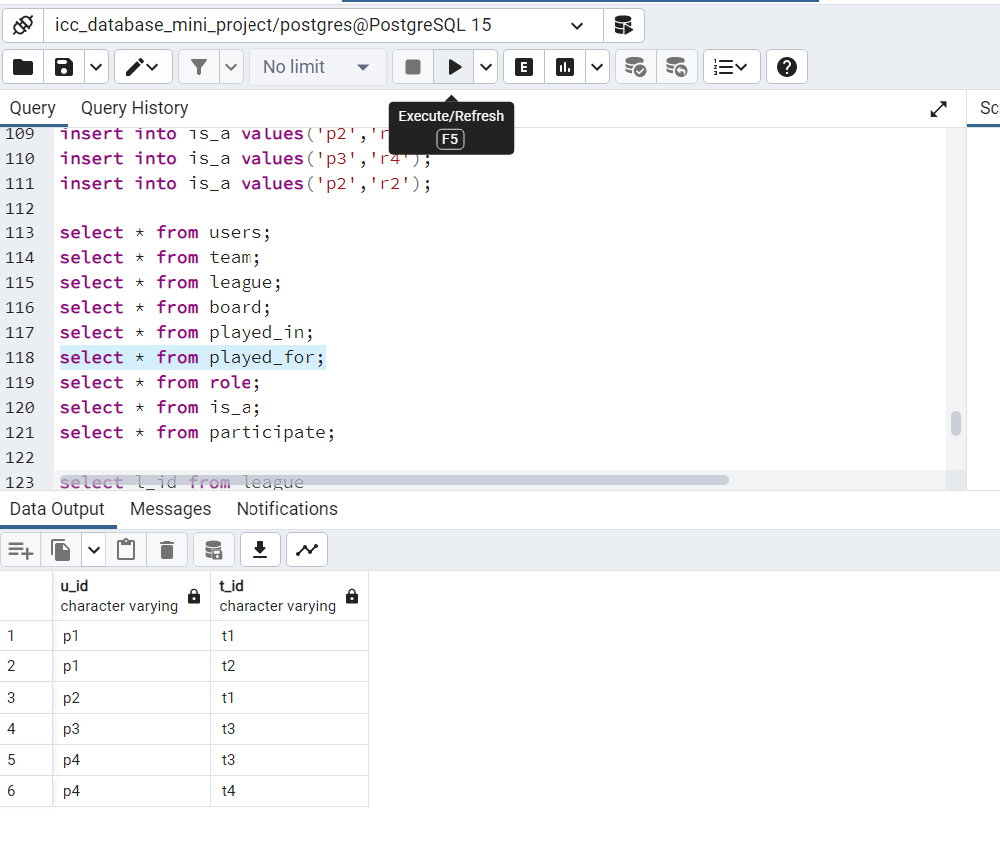 icc_database_mini_project/postgres@PostgreSQL 15
No limit
E
Query Query History
Execute/Refresh
F5
Sc
109 insert into is_a values('p2','r
110 insert into is_a values('p3','r4');
111 insert into is_a values('p2','r2');
112
113 select * from users;
114 select * from team;
115 select * from league;
116 select * from board;
117 select * from played_in;
118 select * from played_for;
119 select * from role;
120 select * from is_a;
121 select * from participate;
122
123 select l_id from league
Data Output Messages Notifications
u_id t_id
character varying character varying
1 p1 t1
2 p1 t2
3 p2 t1
4 p3 t3
5 p4 t3
6 p4 t4